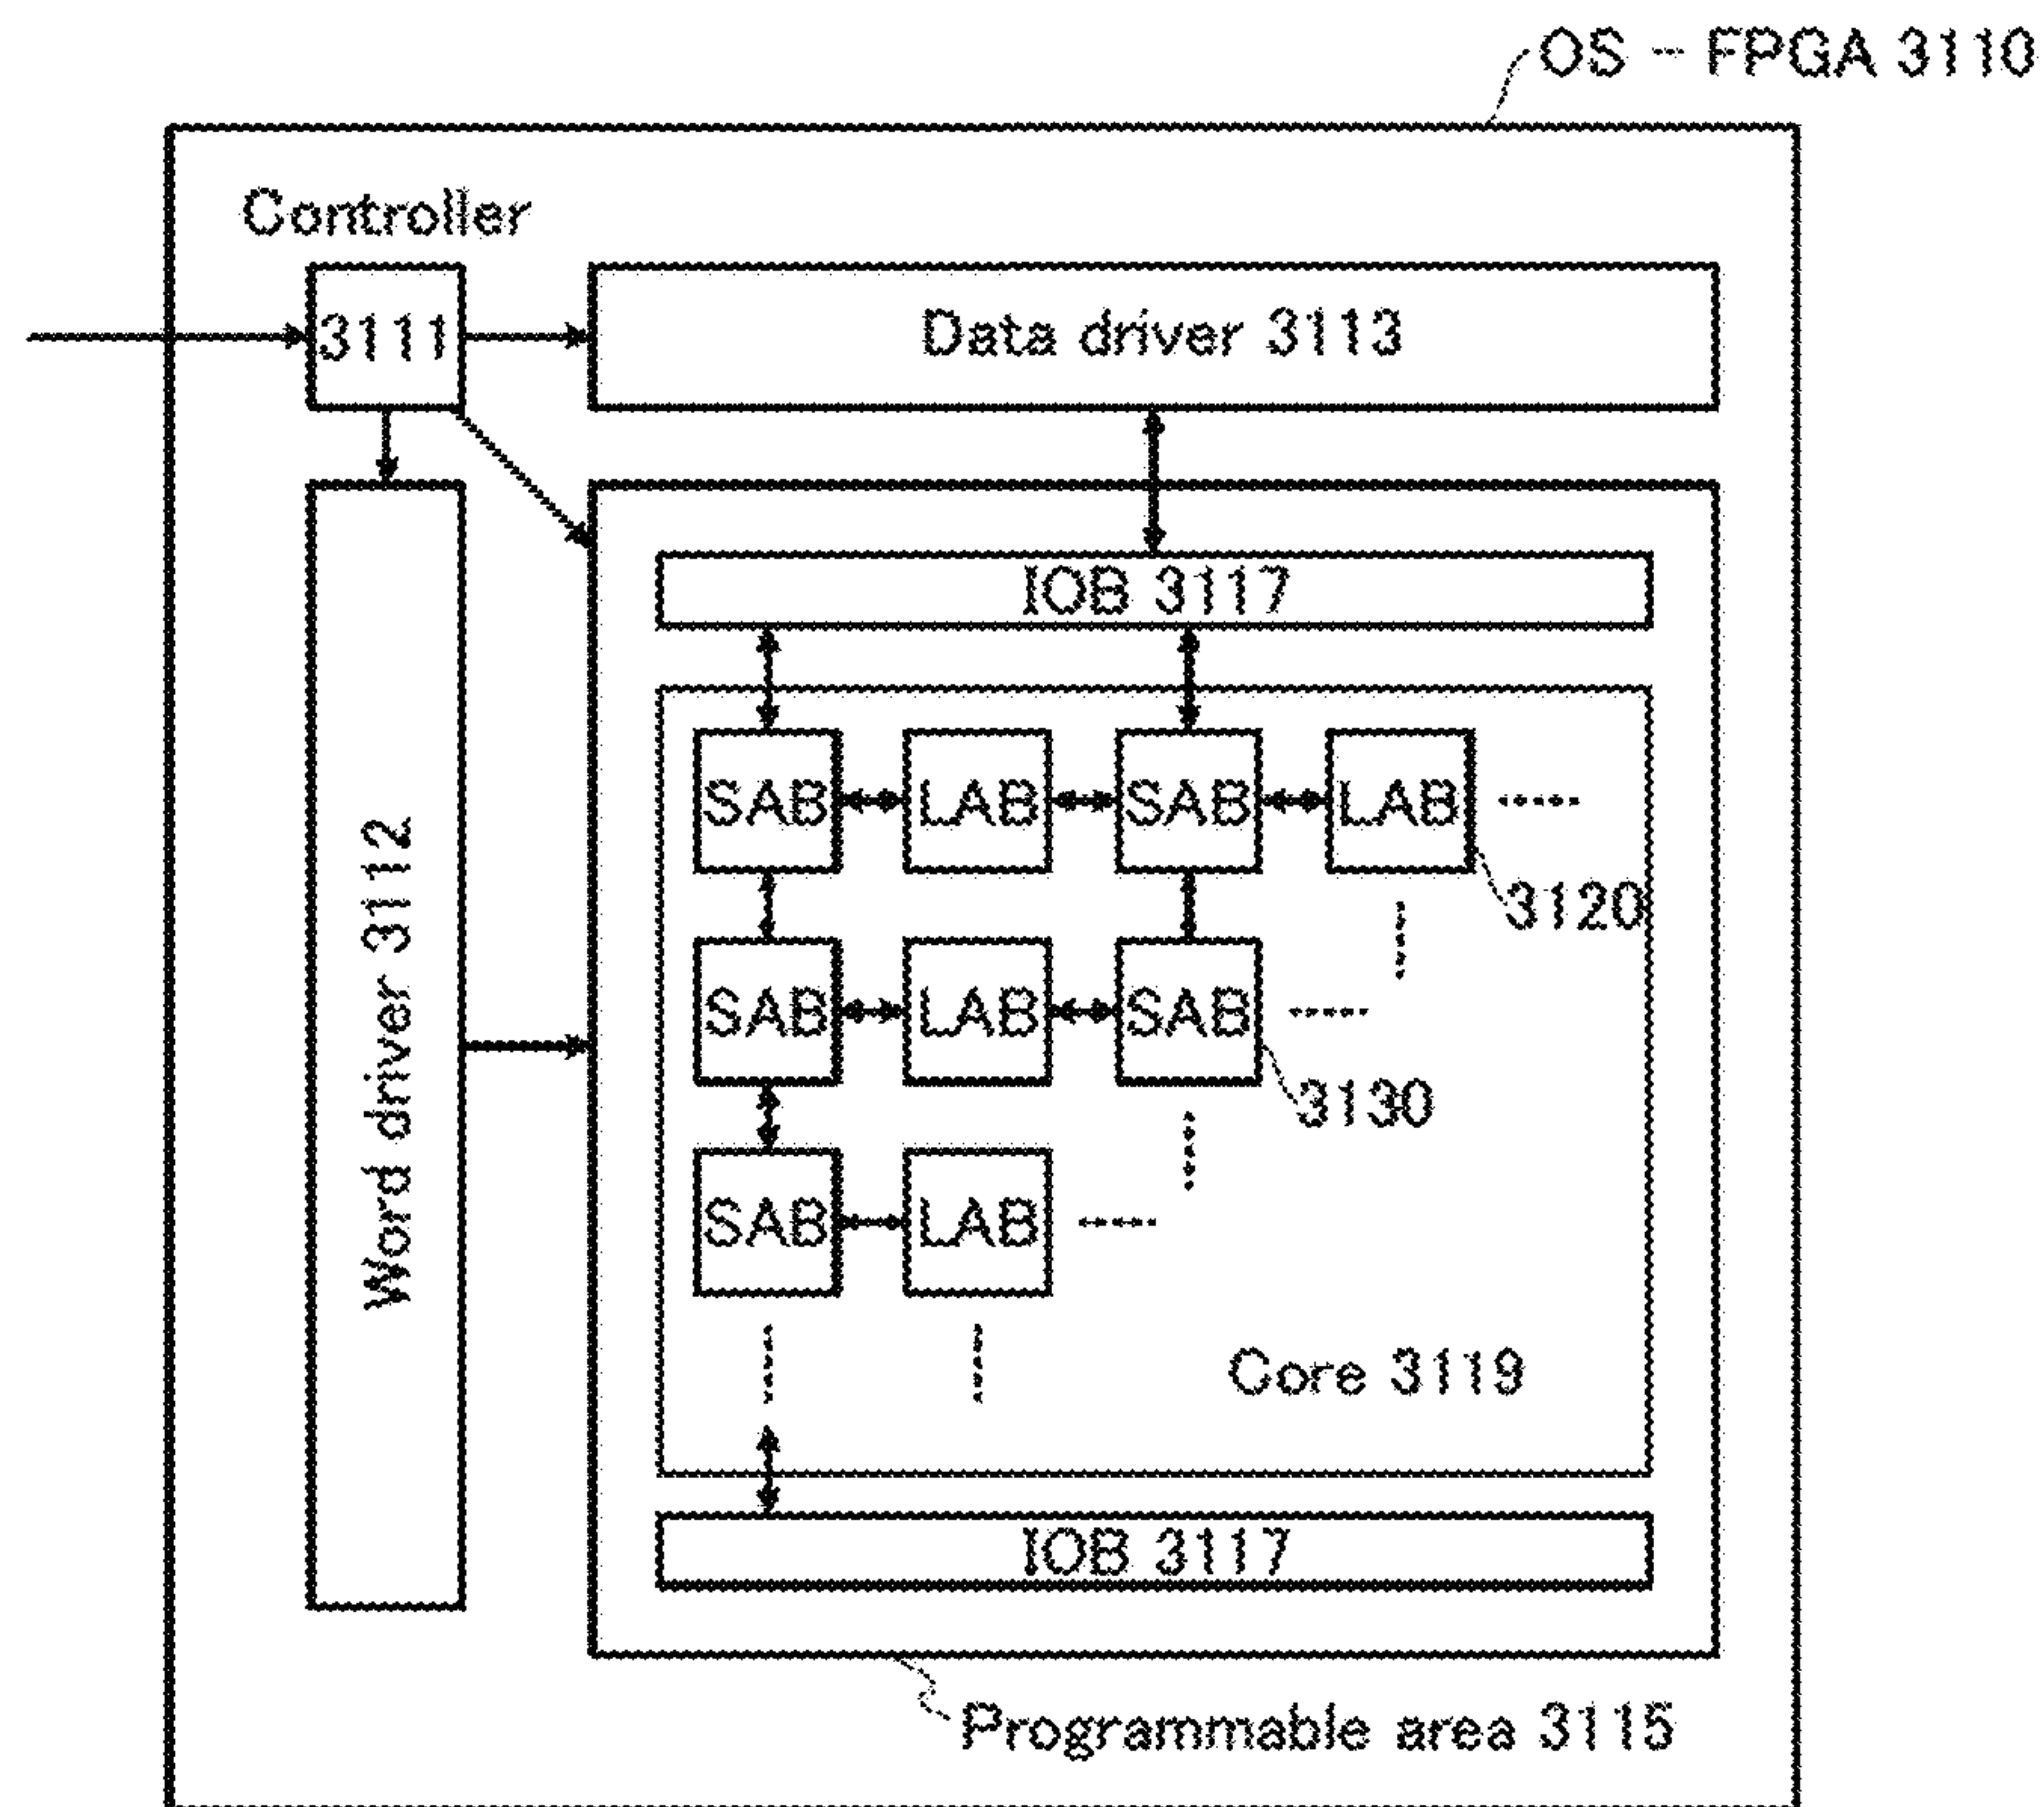 OS - FPGA 3110
Controller
3111
Data driver 3113
Word driver 3112
IOB 3117
SAB LAB SAB LAB
3120
SAB LAB SAB
3130
SAB LAB
Core 3119
IOB 3117
Programmable area 3115